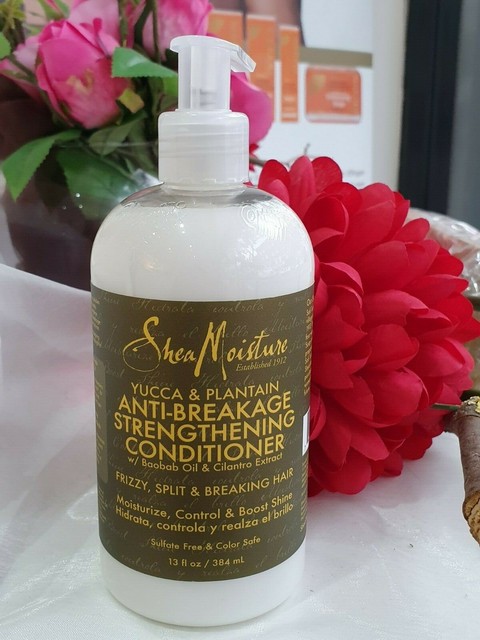 SheaMoisture
Established 1912
YUCCA & PLANTAIN
ANTI-BREAKAGE
STRENGTHENING
CONDITIONER
w/ Baobab Oil & Cilantro Extract
FRIZZY, SPLIT & BREAKING HAIR
Moisturize, Control & Boost Shine
Hidrata, controla y realza el brillo
Sulfate Free & Color Safe
13 fl oz / 384 mL